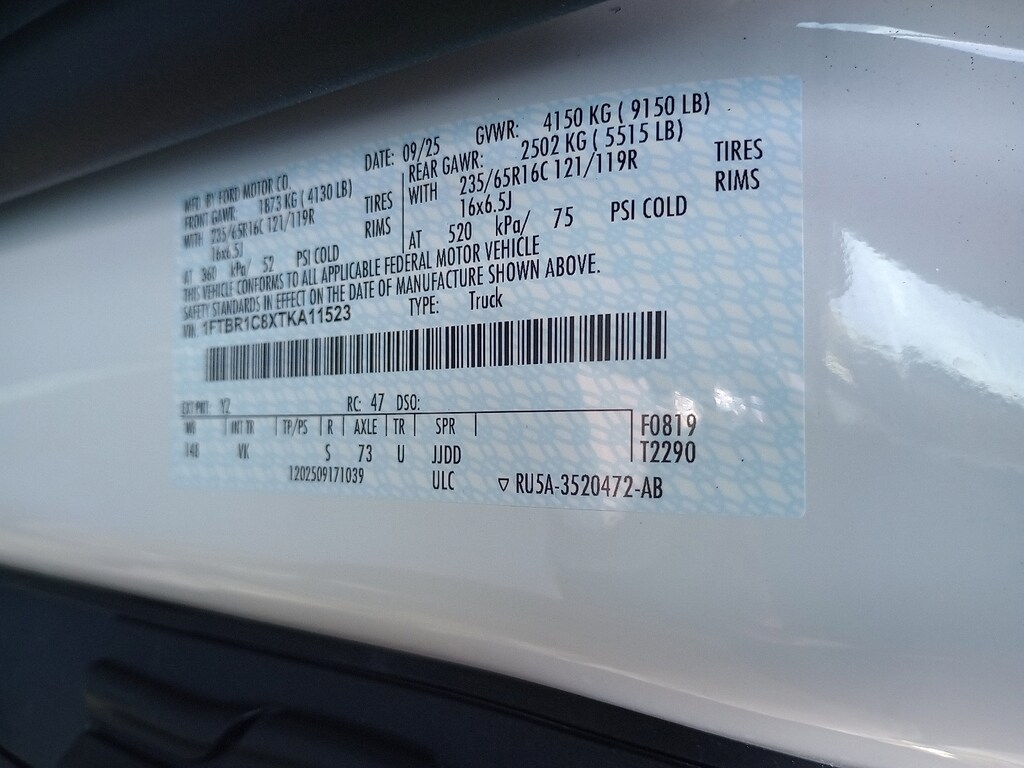 MFD. BY FORD MOTOR CO.
DATE: 09/25 GVWR: 4150 KG ( 9150 LB)
FRONT GAWR: 1873 KG ( 4130 LB)
REAR GAWR: 2502 KG ( 5515 LB)
WITH 235/65R16C 121/119R TIRES
WITH 235/65R16C 121/119R TIRES
16x6.5J RIMS
16x6.5J RIMS
AT 360 kPa/ 52 PSI COLD
AT 520 kPa/ 75 PSI COLD
THIS VEHICLE CONFORMS TO ALL APPLICABLE FEDERAL MOTOR VEHICLE
SAFETY STANDARDS IN EFFECT ON THE DATE OF MANUFACTURE SHOWN ABOVE.
VIN: 1FTBR1C8XTKA11523 TYPE: Truck
EXT PNT: YZ RC: 47 DSO:
WB INT TR TP/PS R AXLE TR SPR F0819
148 VK S 73 U JJDD T2290
1202509171039 ULC ▽ RU5A-3520472-AB